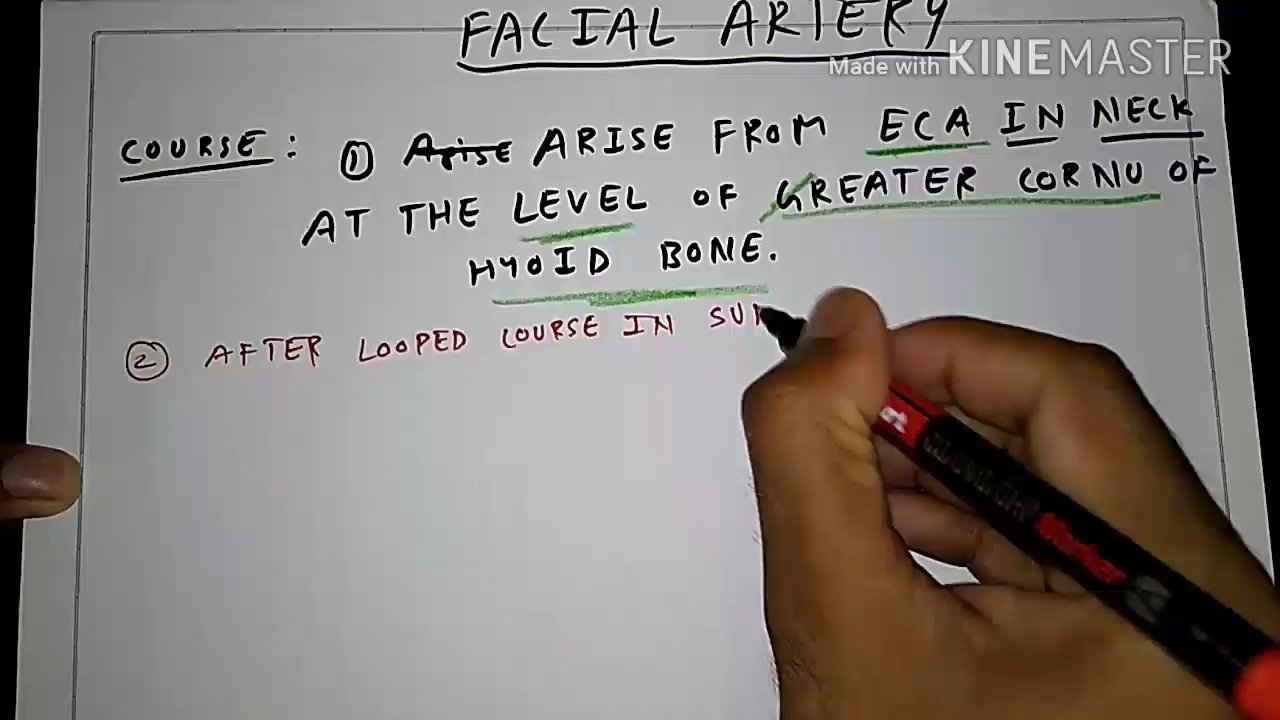 FACIAL ARTERY
Made with KINEMASTER
COURSE : ① Arise ARISE FROM ECA IN NECK
AT THE LEVEL OF GREATER CORNU OF
HYOID BONE.
② AFTER LOOPED COURSE IN SU
Marker